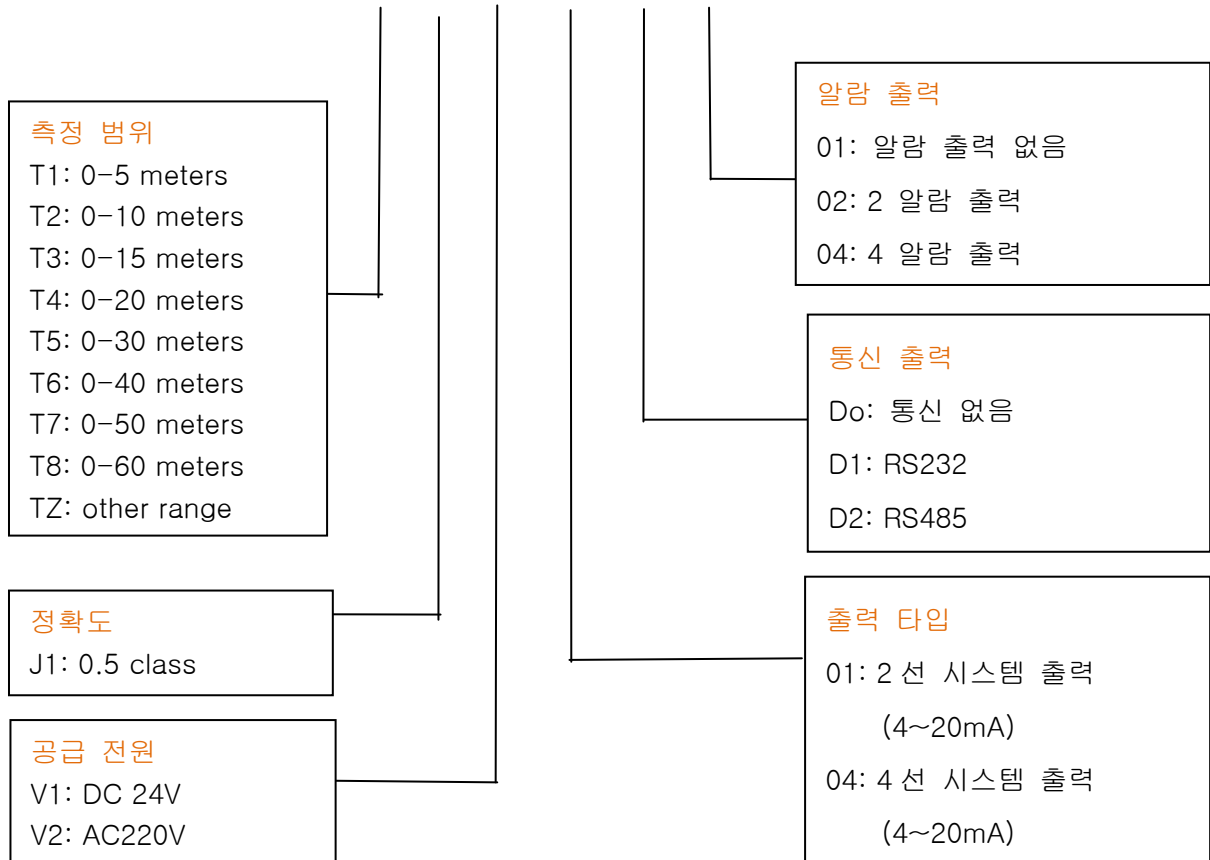 측정 범위
T1: 0-5 meters
T2: 0-10 meters
T3: 0-15 meters
T4: 0-20 meters
T5: 0-30 meters
T6: 0-40 meters
T7: 0-50 meters
T8: 0-60 meters
TZ: other range
정확도
J1: 0.5 class
공급 전원
V1: DC 24V
V2: AC220V
알람 출력
01: 알람 출력 없음
02: 2 알람 출력
04: 4 알람 출력
통신 출력
Do: 통신 없음
D1: RS232
D2: RS485
출력 타입
01: 2 선 시스템 출력
(4~20mA)
04: 4 선 시스템 출력
(4~20mA)